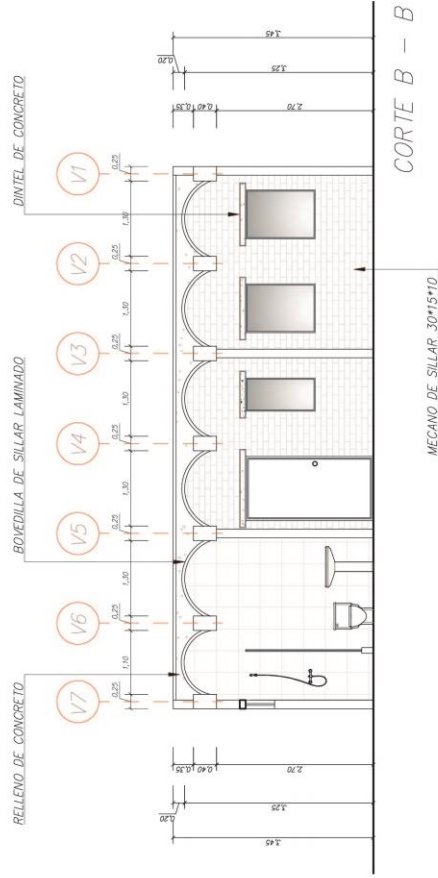 RELLENO DE CONCRETO
BOVEDILLA DE SILLAR LAMINADO
DINTEL DE CONCRETO
V7
V6
V5
V4
V3
V2
V1
0,25
1,10
0,25
1,30
0,25
1,30
0,25
1,30
0,25
1,30
0,25
1,30
0,25
3,45
0,20
3,25
0,35
0,40
2,70
0,35
0,40
2,70
0,20
3,25
3,45
MECANO DE SILLAR 30*15*10
CORTE B - B